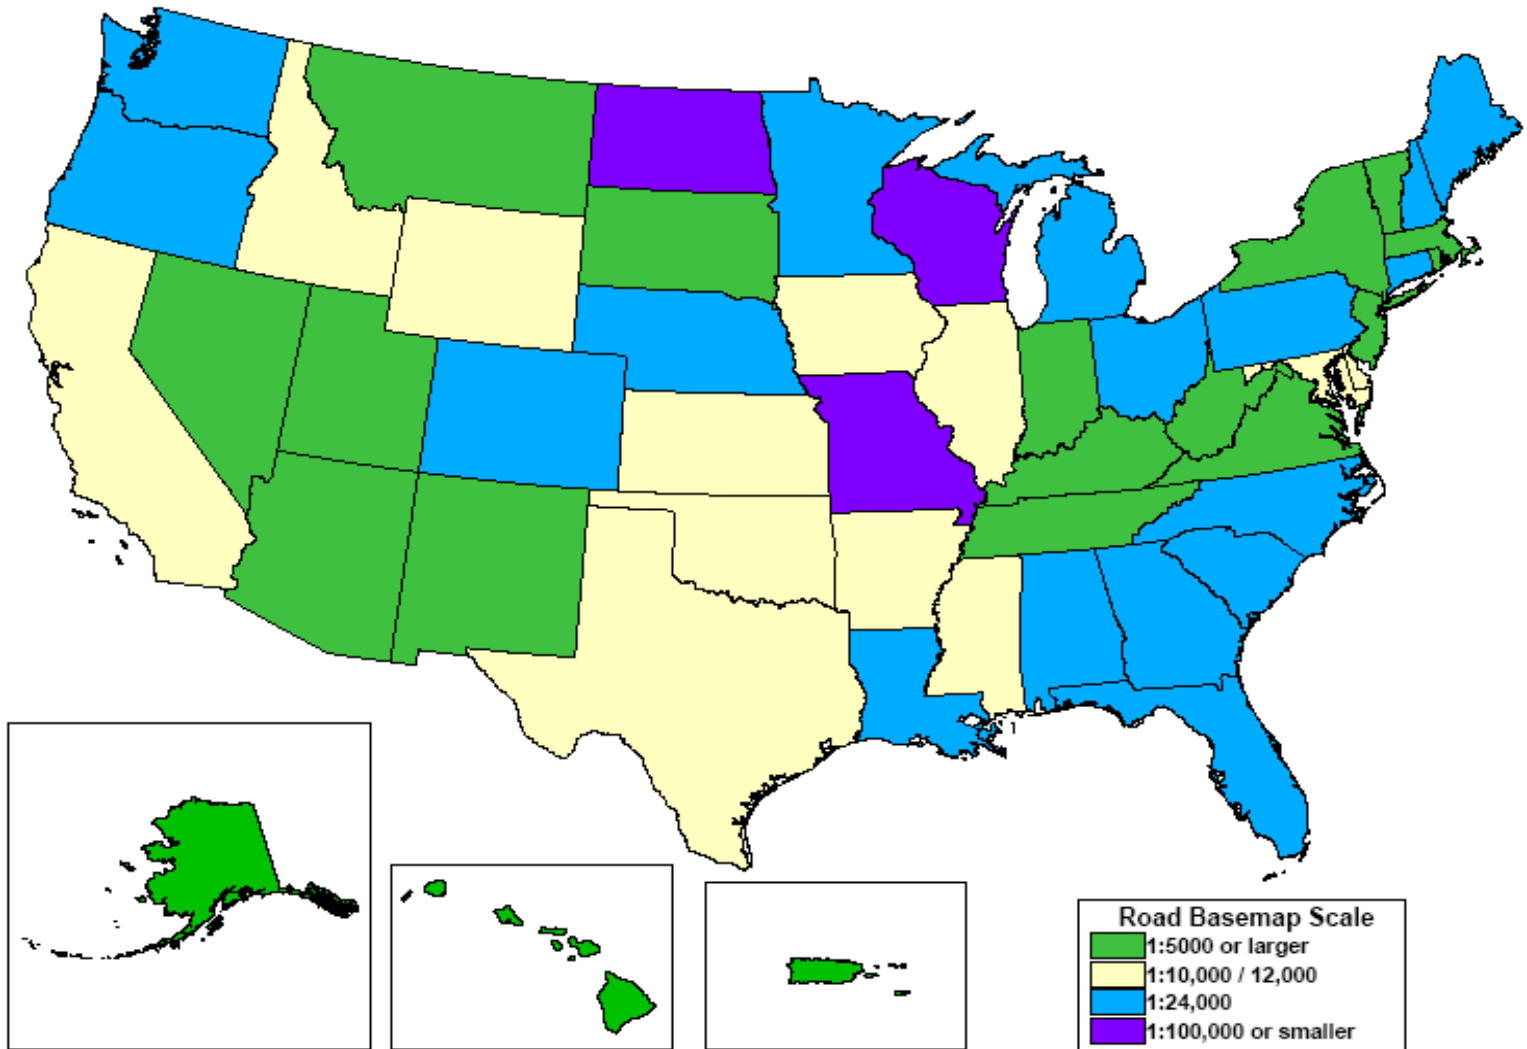 Road Basemap Scale
1:5000 or larger
1:10,000 / 12,000
1:24,000
1:100,000 or smaller